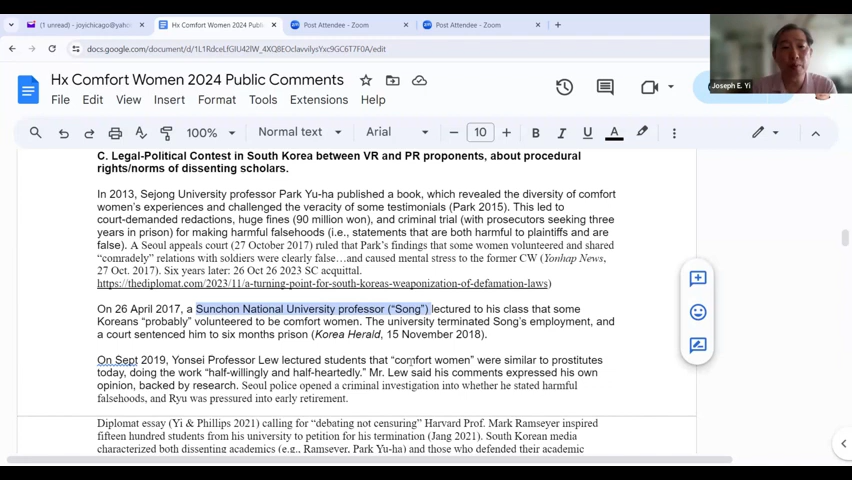 (1 unread) - joyichicago@yaho
Hx Comfort Women 2024 Publi
Post Attendee - Zoom
Post Attendee - Zoom
docs.google.com/document/d/1L1RdceLfGIU42IW_4XQ8EOclavvilysYxc9GC6T7F0A/edit
Joseph E. Yi
Hx Comfort Women 2024 Public Comments
File Edit View Insert Format Tools Extensions Help
100% Normal text Arial 10 B I U A
C. Legal-Political Contest in South Korea between VR and PR proponents, about procedural
rights/norms of dissenting scholars.
In 2013, Sejong University professor Park Yu-ha published a book, which revealed the diversity of comfort
women's experiences and challenged the veracity of some testimonials (Park 2015). This led to
court-demanded redactions, huge fines (90 million won), and criminal trial (with prosecutors seeking three
years in prison) for making harmful falsehoods (i.e., statements that are both harmful to plaintiffs and are
false). A Seoul appeals court (27 October 2017) ruled that Park's findings that some women volunteered and shared
"comradely" relations with soldiers were clearly false…and caused mental stress to the former CW (Yonhap News,
27 Oct. 2017). Six years later: 26 Oct 26 2023 SC acquittal.
https://thediplomat.com/2023/11/a-turning-point-for-south-koreas-weaponization-of-defamation-laws)
On 26 April 2017, a Sunchon National University professor ("Song") lectured to his class that some
Koreans "probably" volunteered to be comfort women. The university terminated Song's employment, and
a court sentenced him to six months prison (Korea Herald, 15 November 2018).
On Sept 2019, Yonsei Professor Lew lectured students that "comfort women" were similar to prostitutes
today, doing the work "half-willingly and half-heartedly." Mr. Lew said his comments expressed his own
opinion, backed by research. Seoul police opened a criminal investigation into whether he stated harmful
falsehoods, and Ryu was pressured into early retirement.
Diplomat essay (Yi & Phillips 2021) calling for "debating not censuring" Harvard Prof. Mark Ramseyer inspired
fifteen hundred students from his university to petition for his termination (Jang 2021). South Korean media
characterized both dissenting academics (e.g., Ramseyer, Park Yu-ha) and those who defended their academic